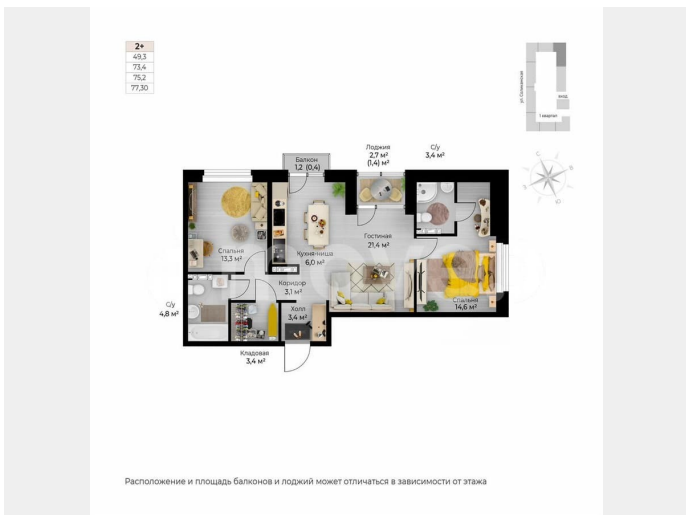 2+
49,3
73,4
75,2
77,30
ул. Селикамская
вход
1 квартал
Лоджия
2,7 м²
(1,4) м²
С/у
3,4 м²
Балкон
1,2 (0,4)
С
В
Ю
З
Гостиная
21,4 м²
Спальня
13,3 м²
Кухня-ниша
6,0 м²
Коридор
3,1 м²
Спальня
14,6 м²
С/у
4,8 м²
Холл
3,4 м²
Кладовая
3,4 м²
Расположение и площадь балконов и лоджий может отличаться в зависимости от этажа